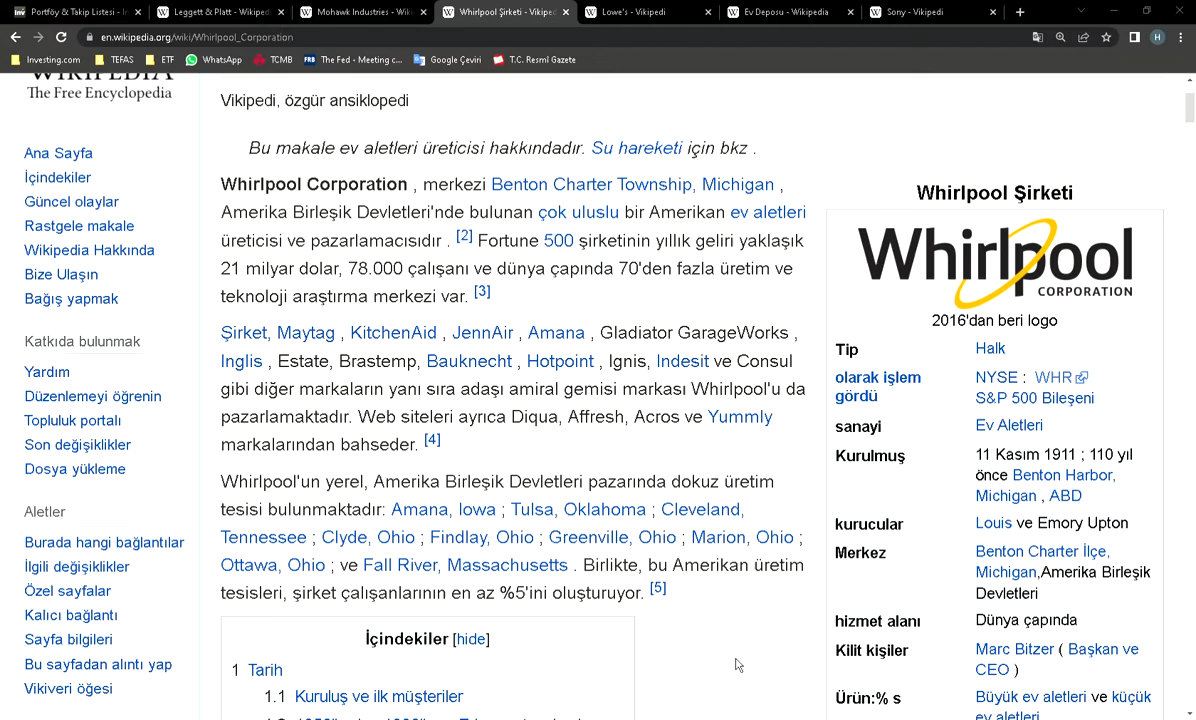 Portföy & Takip Listesi - In
Leggett & Platt - Wikiped
Mohawk Industries - Wiki
Whirlpool Şirketi - Vikiped
Lowe's - Vikipedi
Ev Deposu - Wikipedia
Sony - Vikipedi
en.wikipedia.org/wiki/Whirlpool_Corporation
H
Investing.com
TEFAS
ETF
WhatsApp
TCMB
FRB The Fed - Meeting c...
Google Çeviri
T.C. Resmî Gazete
WIKIPEDIA
The Free Encyclopedia
Ana Sayfa
İçindekiler
Güncel olaylar
Rastgele makale
Wikipedia Hakkında
Bize Ulaşın
Bağış yapmak
Katkıda bulunmak
Yardım
Düzenlemeyi öğrenin
Topluluk portalı
Son değişiklikler
Dosya yükleme
Aletler
Burada hangi bağlantılar
İlgili değişiklikler
Özel sayfalar
Kalıcı bağlantı
Sayfa bilgileri
Bu sayfadan alıntı yap
Vikiveri öğesi
Vikipedi, özgür ansiklopedi
Bu makale ev aletleri üreticisi hakkındadır. Su hareketi için bkz .
Whirlpool Corporation , merkezi Benton Charter Township, Michigan ,
Amerika Birleşik Devletleri'nde bulunan çok uluslu bir Amerikan ev aletleri
üreticisi ve pazarlamacısıdır . [2] Fortune 500 şirketinin yıllık geliri yaklaşık
21 milyar dolar, 78.000 çalışanı ve dünya çapında 70'den fazla üretim ve
teknoloji araştırma merkezi var. [3]
Şirket, Maytag , KitchenAid , JennAir , Amana , Gladiator GarageWorks ,
Inglis , Estate, Brastemp, Bauknecht , Hotpoint , Ignis, Indesit ve Consul
gibi diğer markaların yanı sıra adaşı amiral gemisi markası Whirlpool'u da
pazarlamaktadır. Web siteleri ayrıca Diqua, Affresh, Acros ve Yummly
markalarından bahseder. [4]
Whirlpool'un yerel, Amerika Birleşik Devletleri pazarında dokuz üretim
tesisi bulunmaktadır: Amana, Iowa ; Tulsa, Oklahoma ; Cleveland,
Tennessee ; Clyde, Ohio ; Findlay, Ohio ; Greenville, Ohio ; Marion, Ohio ;
Ottawa, Ohio ; ve Fall River, Massachusetts . Birlikte, bu Amerikan üretim
tesisleri, şirket çalışanlarının en az %5'ini oluşturuyor. [5]
İçindekiler [hide]
1 Tarih
1.1 Kuruluş ve ilk müşteriler
Whirlpool Şirketi
Whirlpool
CORPORATION
2016'dan beri logo
Tip Halk
olarak işlem gördü NYSE : WHR
S&P 500 Bileşeni
sanayi Ev Aletleri
Kurulmuş 11 Kasım 1911 ; 110 yıl
önce Benton Harbor,
Michigan , ABD
kurucular Louis ve Emory Upton
Merkez Benton Charter İlçe,
Michigan,Amerika Birleşik
Devletleri
hizmet alanı Dünya çapında
Kilit kişiler Marc Bitzer ( Başkan ve
CEO )
Ürün:% s Büyük ev aletleri ve küçük
ev aletleri